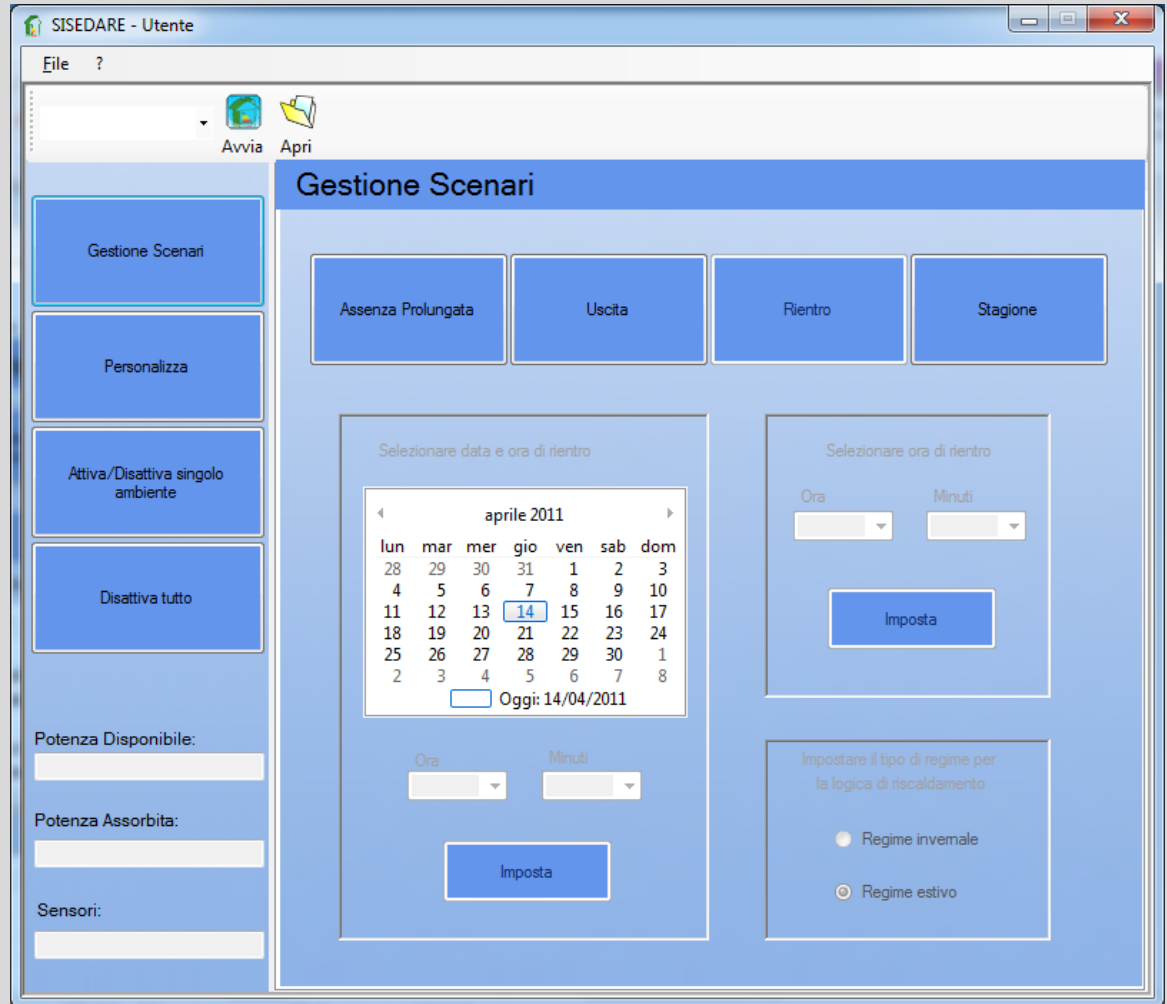 SISEDARE - Utente
File ?
Avvia Apri
Gestione Scenari
Gestione Scenari
Personalizza
Attiva/Disattiva singolo
ambiente
Disattiva tutto
Potenza Disponibile:
Potenza Assorbita:
Sensori:
Assenza Prolungata Uscita Rientro Stagione
Selezionare data e ora di rientro
aprile 2011
lun mar mer gio ven sab dom
28 29 30 31 1 2 3
4 5 6 7 8 9 10
11 12 13 14 15 16 17
18 19 20 21 22 23 24
25 26 27 28 29 30 1
2 3 4 5 6 7 8
Oggi: 14/04/2011
Ora Minuti
Imposta
Selezionare ora di rientro
Ora Minuti
Imposta
Impostare il tipo di regime per
la logica di riscaldamento
Regime invernale
Regime estivo